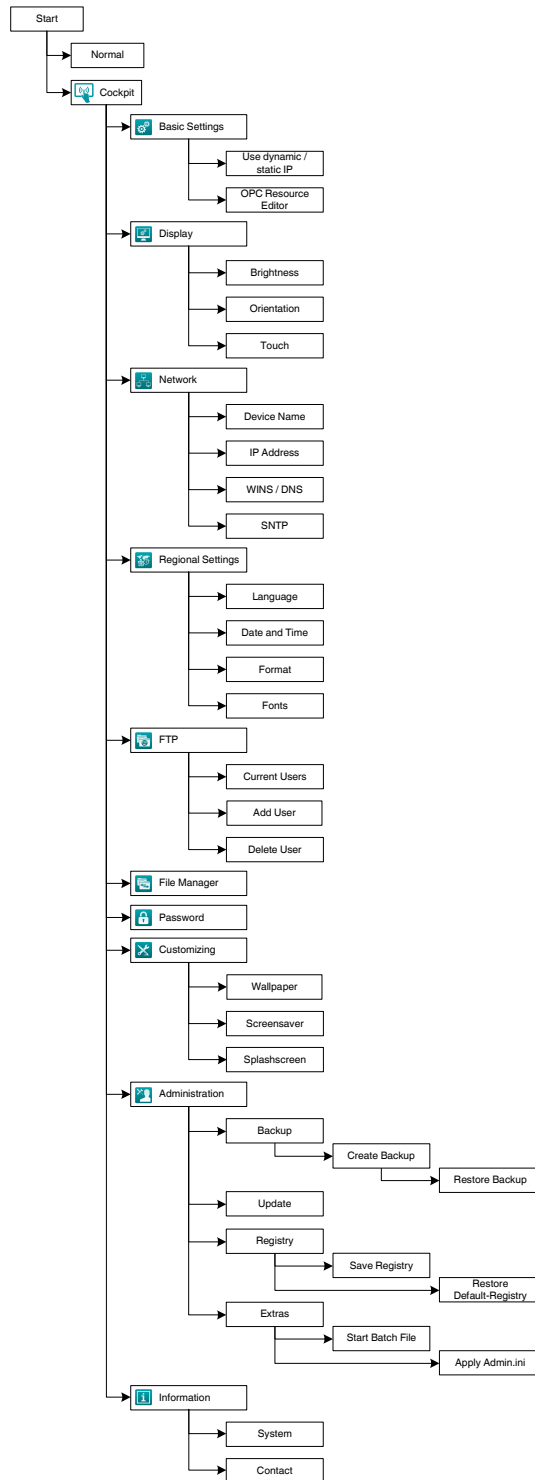 Start
Normal
Cockpit
Basic Settings
Use dynamic /
static IP
OPC Resource
Editor
Display
Brightness
Orientation
Touch
Network
Device Name
IP Address
WINS / DNS
SNTP
Regional Settings
Language
Date and Time
Format
Fonts
FTP
Current Users
Add User
Delete User
File Manager
Password
Customizing
Wallpaper
Screensaver
Splashscreen
Administration
Backup
Create Backup
Restore Backup
Update
Registry
Save Registry
Restore
Default-Registry
Extras
Start Batch File
Apply Admin.ini
Information
System
Contact